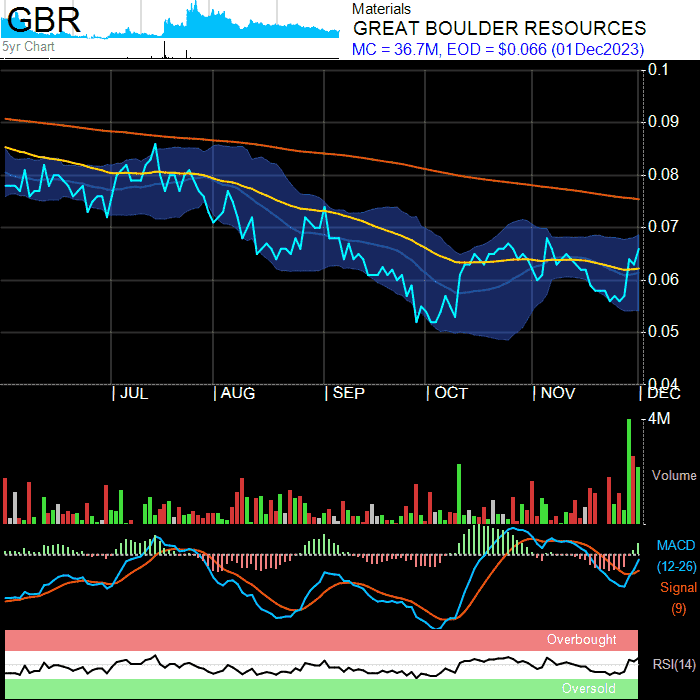 GBR
5yr Chart
Materials
GREAT BOULDER RESOURCES
MC = 36.7M, EOD = $0.066 (01Dec2023)
0.1
0.09
0.08
0.07
0.06
0.05
0.04
JUL
AUG
SEP
OCT
NOV
DEC
4M
Volume
MACD
(12-26)
Signal
(9)
Overbought
RSI(14)
Oversold